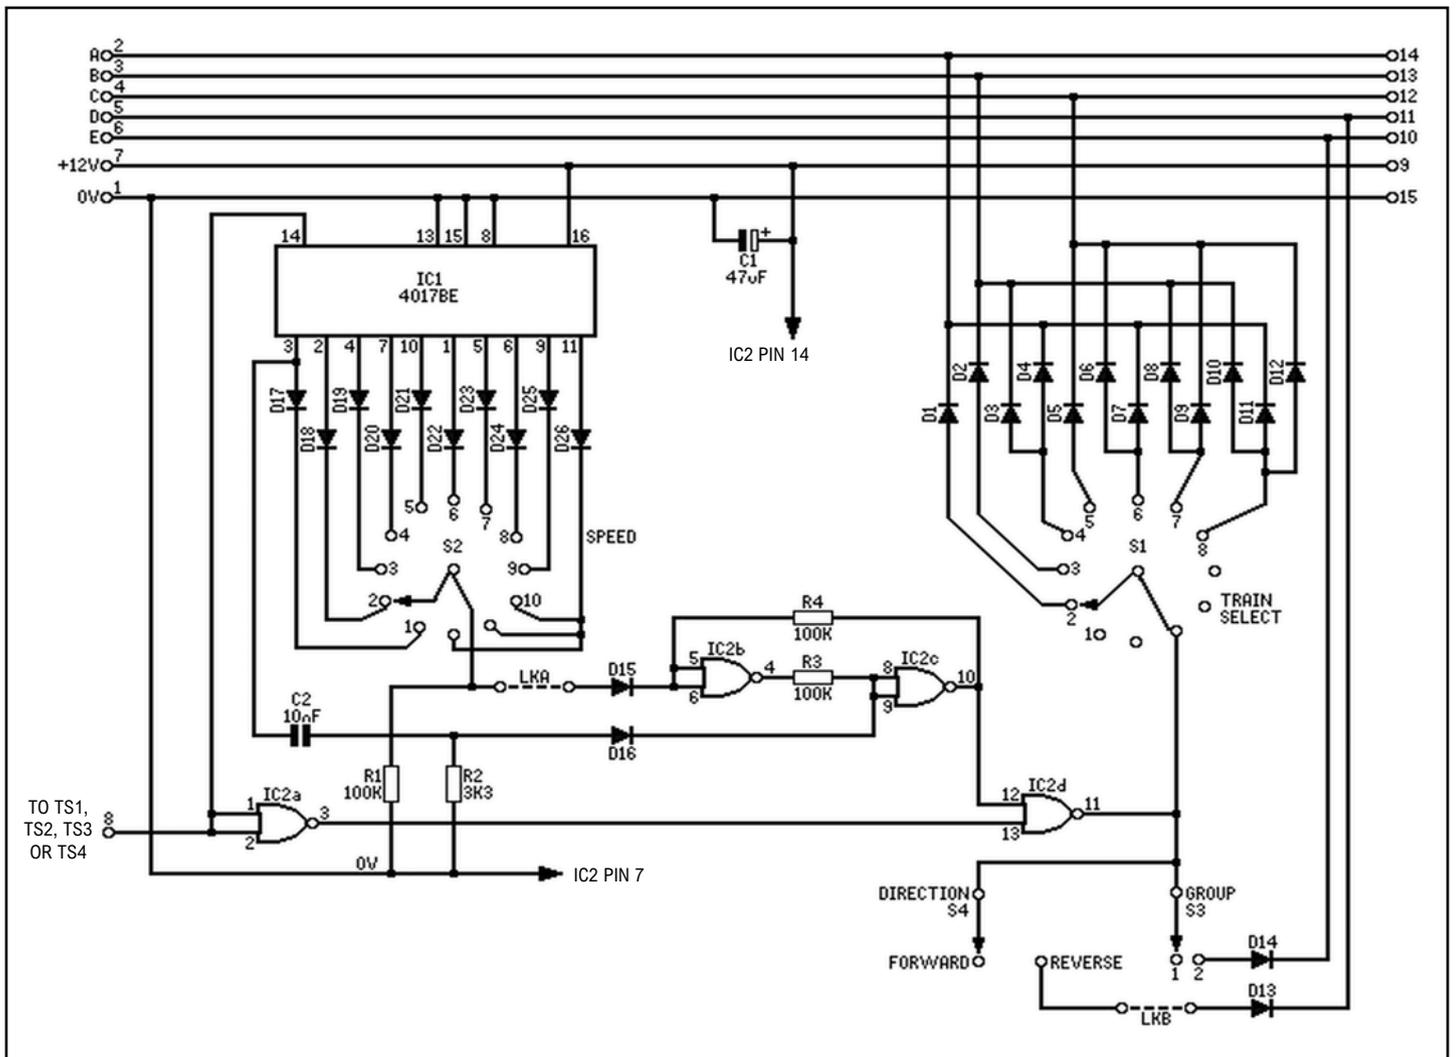 A 2 14
B 3 13
C 4 12
D 5 11
E 6 10
+12V 7 9
0V 1 15
14 13 15 8 16
IC1
4017BE
C1 +
47uF
IC2 PIN 14
3 2 4 7 10 1 5 6 9 11
D17 D18 D19 D20 D21 D22 D23 D24 D25 D26
D1 D2 D3 D4 D5 D6 D7 D8 D9 D10 D11 D12
5 6 7
4 S2 8 SPEED
3 9
2 10
1
5 6 7
4 S1 8
3
2 TRAIN
1 SELECT
R4
100K
LKA D15 5 IC2b 4 R3 8 IC2c 10
6 100K 9
C2
10nF
D16
R1
100K
R2
3K3
IC2a
TO TS1,
TS2, TS3
OR TS4
8 1 3
2
12 IC2d 11
13
0V IC2 PIN 7
DIRECTION
S4
GROUP
S3
FORWARD REVERSE 1 2 D14
LKB D13